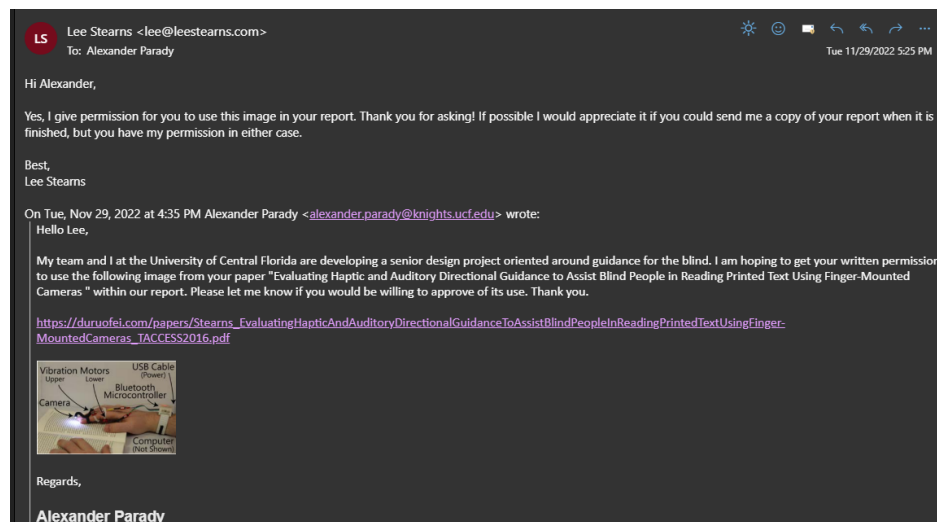 LS
Lee Stearns <lee@leestearns.com>
To: Alexander Parady
Tue 11/29/2022 5:25 PM
Hi Alexander,
Yes, I give permission for you to use this image in your report. Thank you for asking! If possible I would appreciate it if you could send me a copy of your report when it is
finished, but you have my permission in either case.
Best,
Lee Stearns
On Tue, Nov 29, 2022 at 4:35 PM Alexander Parady <alexander.parady@knights.ucf.edu> wrote:
Hello Lee,
My team and I at the University of Central Florida are developing a senior design project oriented around guidance for the blind. I am hoping to get your written permission
to use the following image from your paper "Evaluating Haptic and Auditory Directional Guidance to Assist Blind People in Reading Printed Text Using Finger-Mounted
Cameras " within our report. Please let me know if you would be willing to approve of its use. Thank you.
https://duruofei.com/papers/Stearns_EvaluatingHapticAndAuditoryDirectionalGuidanceToAssistBlindPeopleInReadingPrintedTextUsingFinger-
MountedCameras_TACCESS2016.pdf
Vibration Motors
Upper Lower
USB Cable
(Power)
Bluetooth
Microcontroller
Camera
Computer
(Not Shown)
Regards,
Alexander Parady